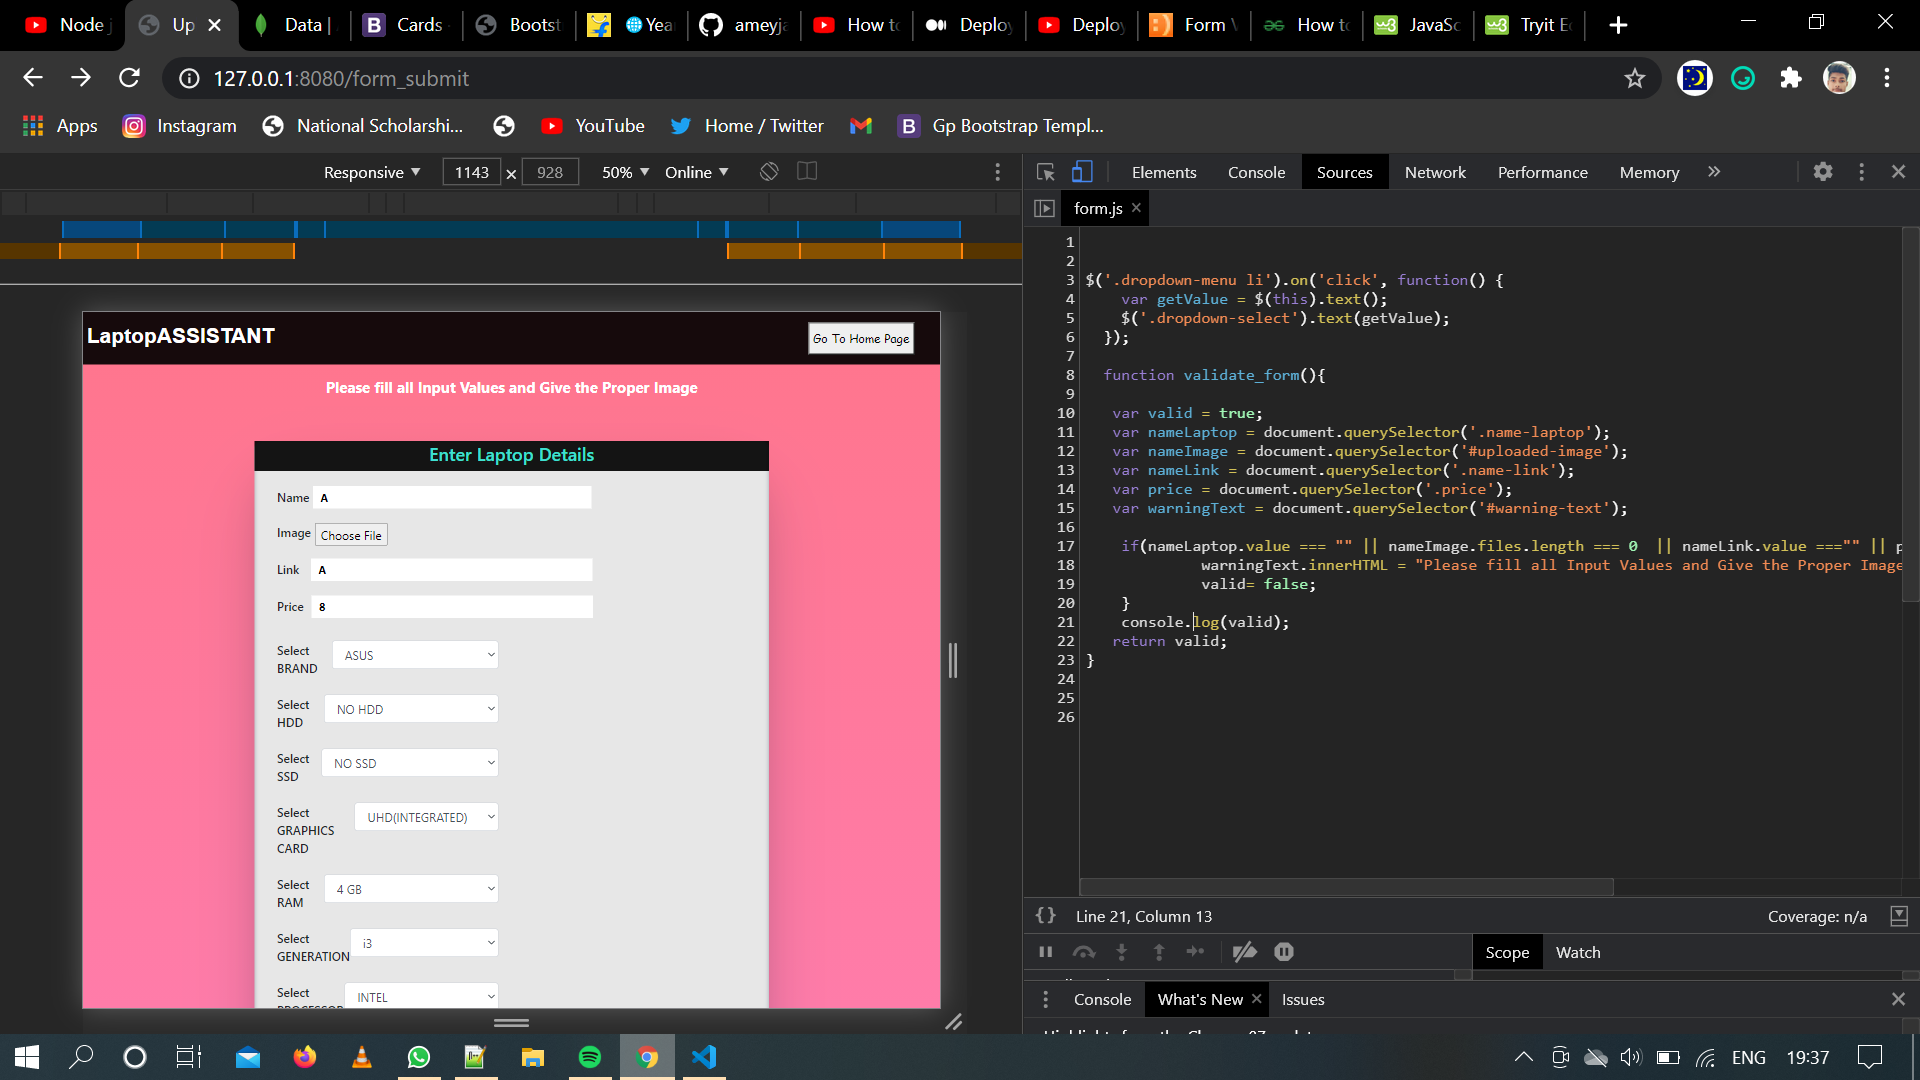 Node
Up
Data |
Cards
Boots
Yea
ameyja
How to
Deploy
Deploy
Form
How to
JavaSc
Tryit E
127.0.0.1:8080/form_submit
Apps
Instagram
National Scholarshi...
YouTube
Home / Twitter
Gp Bootstrap Templ...
Responsive
1143 × 928
50%
Online
LaptopASSISTANT
Go To Home Page
Please fill all Input Values and Give the Proper Image
Enter Laptop Details
Name A
Image Choose File
Link A
Price 8
Select BRAND ASUS
Select HDD NO HDD
Select SSD NO SSD
Select GRAPHICS CARD UHD(INTEGRATED)
Select RAM 4 GB
Select GENERATION i3
Select INTEL
Elements Console Sources Network Performance Memory
form.js
1
2
3 $('.dropdown-menu li').on('click', function() {
4 var getValue = $(this).text();
5 $('.dropdown-select').text(getValue);
6 });
7
8 function validate_form(){
9
10 var valid = true;
11 var nameLaptop = document.querySelector('.name-laptop');
12 var nameImage = document.querySelector('#uploaded-image');
13 var nameLink = document.querySelector('.name-link');
14 var price = document.querySelector('.price');
15 var warningText = document.querySelector('#warning-text');
16
17 if(nameLaptop.value === "" || nameImage.files.length === 0 || nameLink.value ==="" || p
18 warningText.innerHTML = "Please fill all Input Values and Give the Proper Image
19 valid= false;
20 }
21 console.log(valid);
22 return valid;
23 }
24
25
26
{} Line 21, Column 13
Coverage: n/a
Scope Watch
Console What's New Issues
ENG 19:37